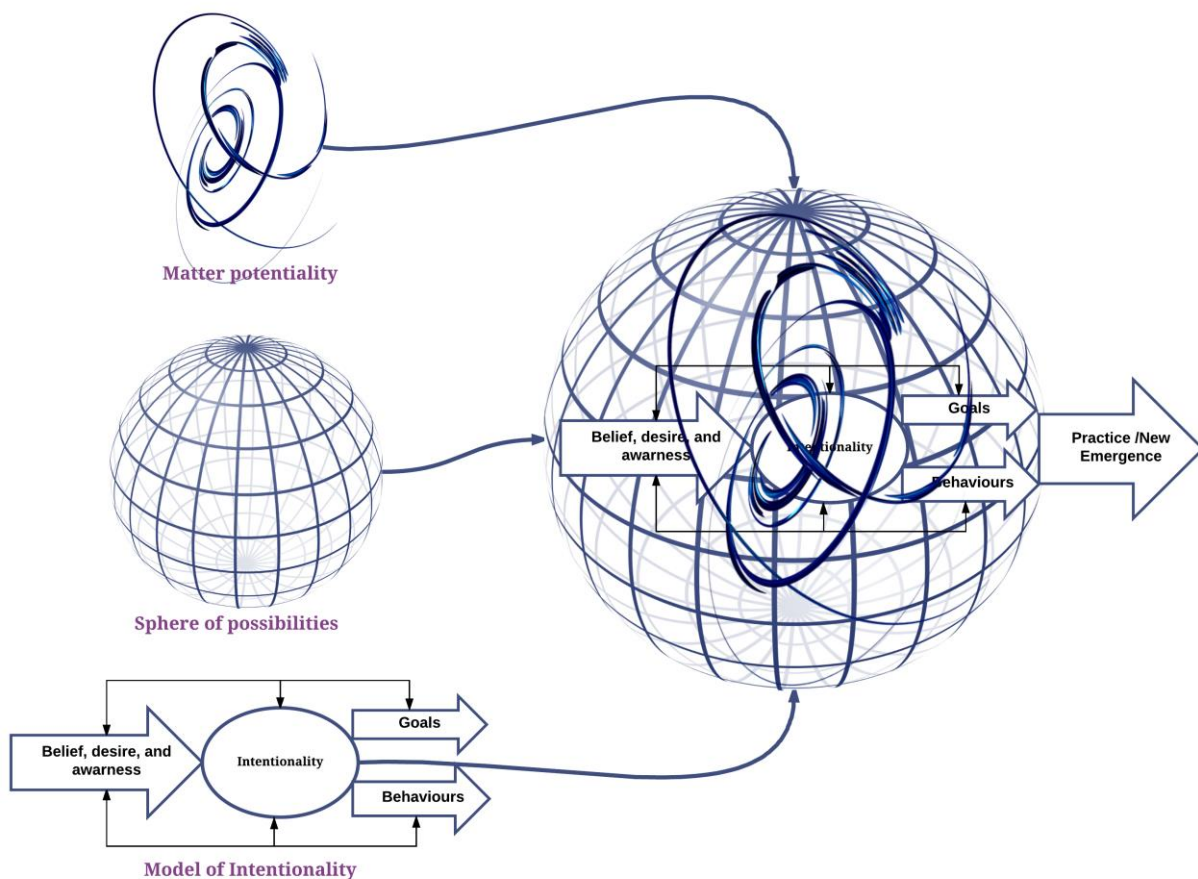 Matter potentiality
Sphere of possibilities
Belief, desire, and
awarness
Intentionality
Goals
Behaviours
Model of Intentionality
Belief, desire, and
awarness
Goals
Behaviours
Practice /New
Emergence